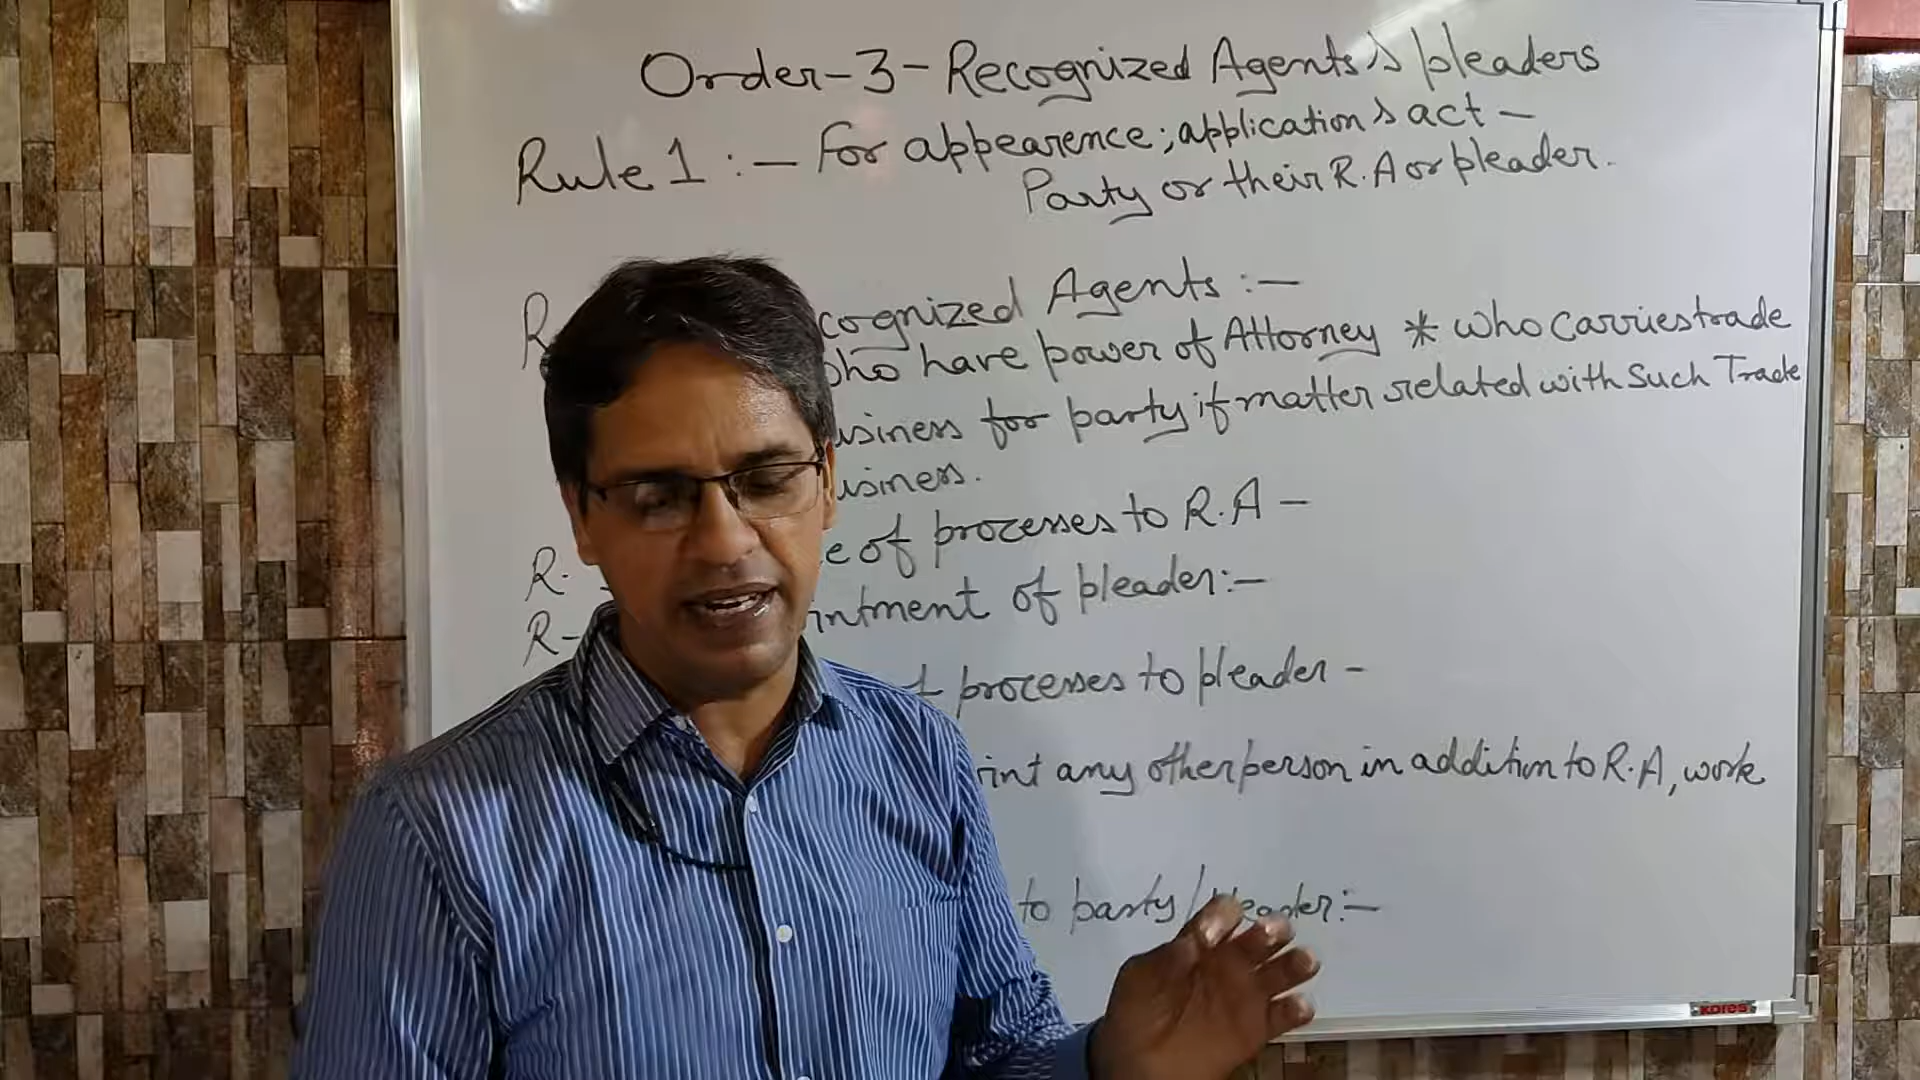 Order-3-Recognized Agents & pleaders
Rule 1 :- For appearence; application & act -
Party or their R.A or pleader.
R cognized Agents :-
who have power of Attorney * who carries trade
usiness for party if matter related with such Trade
usiness.
R. e of processes to R.A -
R- intment of pleader:-
processes to pleader -
int any other person in addition to R.A, work
to party/pleader:-
KORES